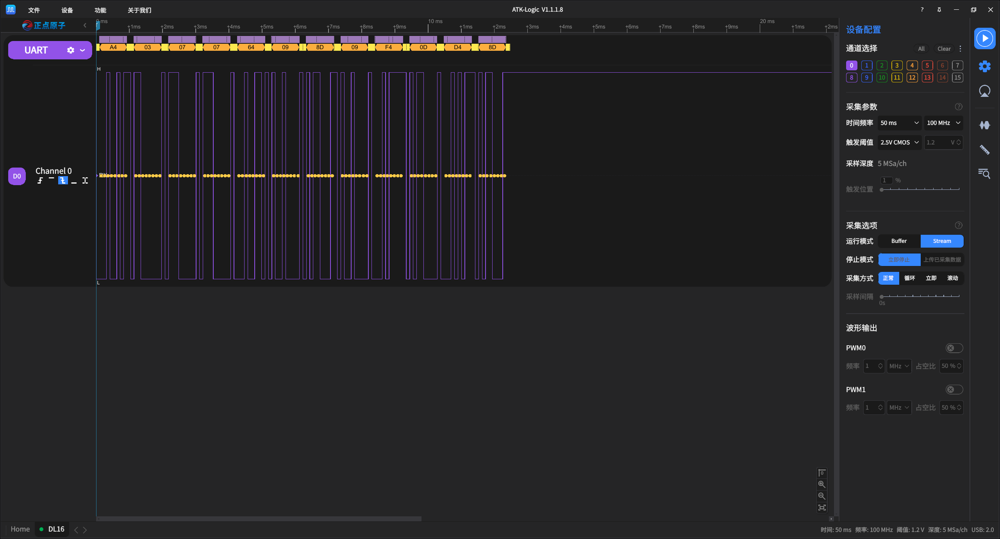 文件 设备 功能 关于我们 ATK-Logic V1.1.1.8 ?
正点原子
0 ms +1ms +2ms +3ms +4ms +5ms +6ms +7ms +8ms +9ms 10 ms +1ms +2ms +3ms +4ms +5ms +6ms +7ms +8ms +9ms 20 ms +1ms +2ms
UART
A4 03 07 07 64 09 8D 09 F4 0D D4 8D
H
D0 Channel 0
RX
L
设备配置
通道选择 All Clear
0 1 2 3 4 5 6 7
8 9 10 11 12 13 14 15
采集参数 ?
时间频率 50 ms 100 MHz
触发阈值 2.5V CMOS 1.2 V
采样深度 5 MSa/ch
1 %
触发位置
采集选项 ?
运行模式 Buffer Stream
停止模式 立即停止 上传已采集数据
采集方式 正常 循环 立即 滚动
采样间隔
0s
波形输出
PWM0
频率 1 MHz 占空比 50 %
PWM1
频率 1 MHz 占空比 50 %
0
Home DL16
时间: 50 ms 频率: 100 MHz 阈值: 1.2 V 深度: 5 MSa/ch USB: 2.0